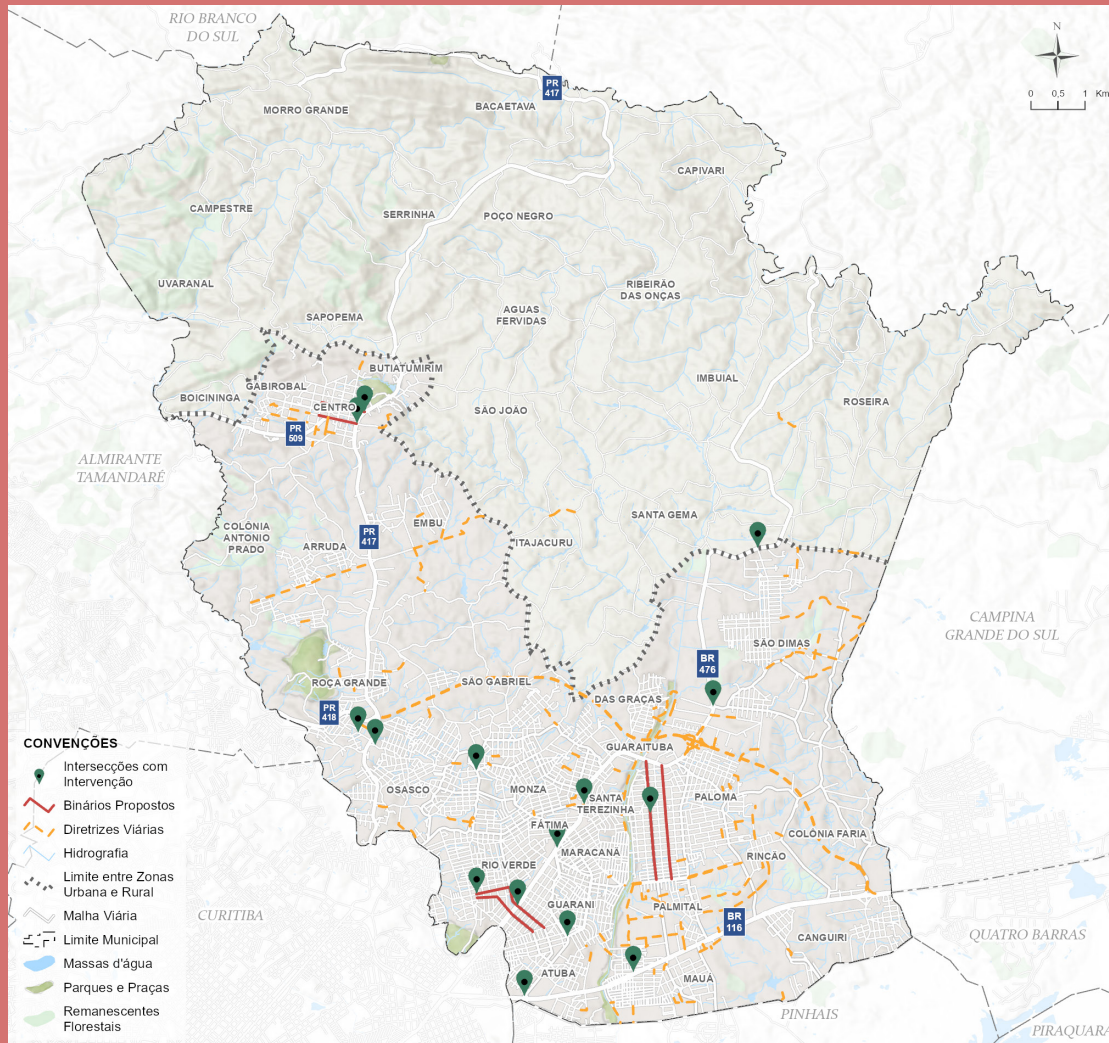 RIO BRANCO
DO SUL
N
0 0,5 1 Km
PR
417
MORRO GRANDE
BACAETAVA
CAPIVARI
CAMPESTRE
SERRINHA
POÇO NEGRO
UVARANAL
RIBEIRÃO
DAS ONÇAS
SAPOPEMA
AGUAS
FERVIDAS
BUTIATUMIRIM
GABIROBAL
IMBUIAL
BOICININGA
CENTRO
SÃO JOÃO
ROSEIRA
PR
509
ALMIRANTE
TAMANDARÉ
COLÔNIA
ANTONIO
PRADO
EMBU
SANTA GEMA
PR
417
ARRUDA
ITAJACURU
CAMPINA
GRANDE DO SUL
SÃO DIMAS
BR
476
ROÇA GRANDE
SÃO GABRIEL
DAS GRAÇAS
PR
418
GUARAITUBA
OSASCO
MONZA
SANTA
TEREZINHA
PALOMA
FÁTIMA
COLÔNIA FARIA
MARACANÃ
RIO VERDE
RINCÃO
GUARANI
PALMITAL
BR
116
CURITIBA
CANGUIRI
QUATRO BARRAS
ATUBA
MAUÁ
PINHAIS
PIRAQUARA
CONVENÇÕES
Intersecções com
Intervenção
Binários Propostos
Diretrizes Viárias
Hidrografia
Limite entre Zonas
Urbana e Rural
Malha Viária
Limite Municipal
Massas d'água
Parques e Praças
Remanescentes
Florestais